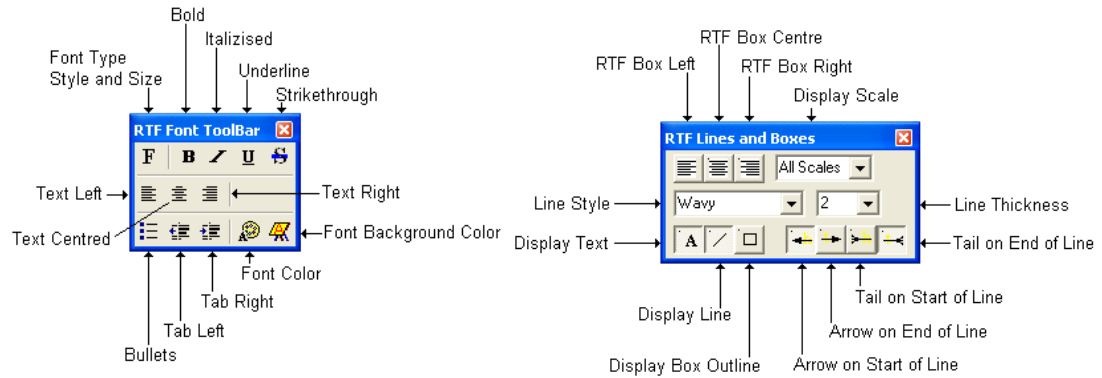 Bold
Italizised
Font Type
Style and Size
Underline
Strikethrough
RTF Font ToolBar
F B I U S
Text Left
Text Right
Text Centred
A A
Font Background Color
Font Color
Tab Right
Tab Left
Bullets
RTF Box Centre
RTF Box Left
RTF Box Right
Display Scale
RTF Lines and Boxes
All Scales
Line Style
Wavy
2
Line Thickness
Display Text
A
Tail on End of Line
Display Line
Tail on Start of Line
Arrow on End of Line
Display Box Outline
Arrow on Start of Line